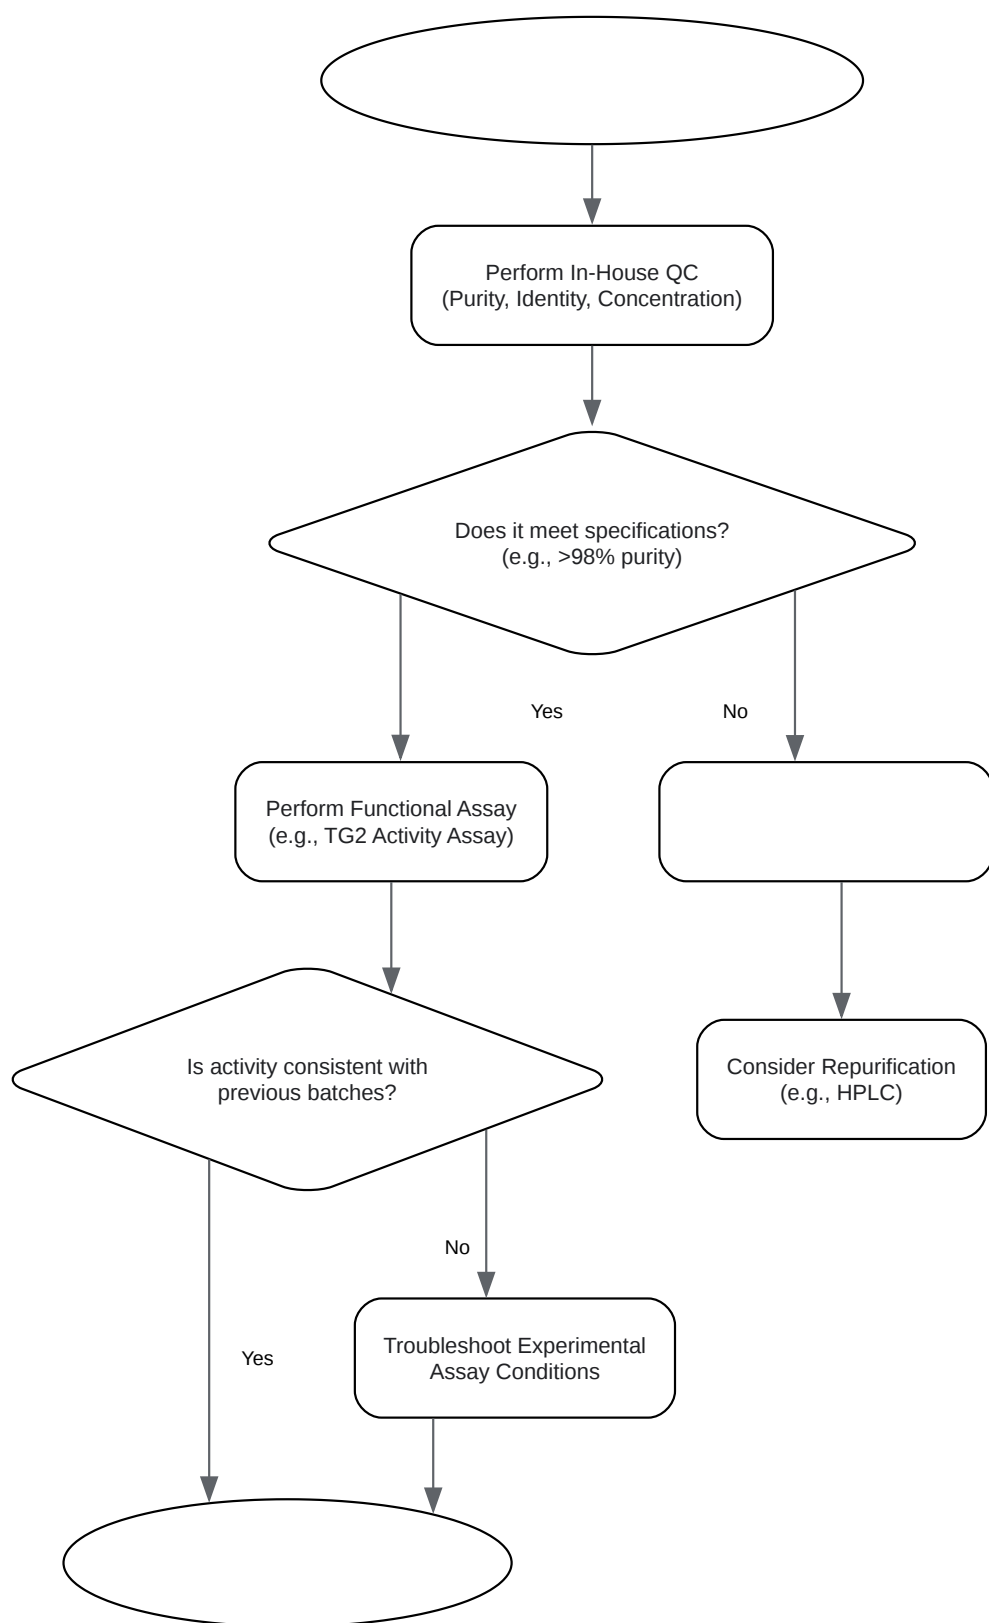 Perform In-House QC
(Purity, Identity, Concentration)
Does it meet specifications?
(e.g., >98% purity)
Yes
No
Perform Functional Assay
(e.g., TG2 Activity Assay)
Is activity consistent with
previous batches?
Consider Repurification
(e.g., HPLC)
No
Yes
Troubleshoot Experimental
Assay Conditions